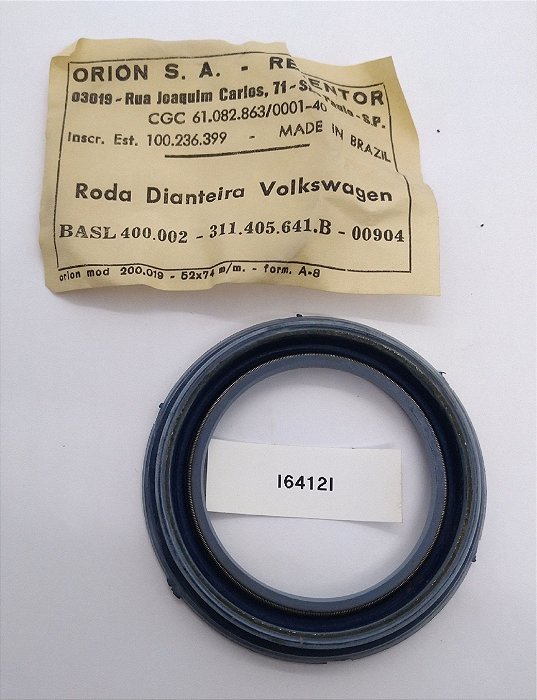 ORION S. A. - RE ENTOR
03019 - Rua Joaquim Carlos, 71 - S. Paulo - S.P.
CGC 61.082.863/0001-40
Inscr. Est. 100.236.399 - MADE IN BRAZIL
Roda Dianteira Volkswagen
BASL 400.002 - 311.405.641.B - 00904
orion mod 200.019 - 52x74 m/m. - form. A-8
164121